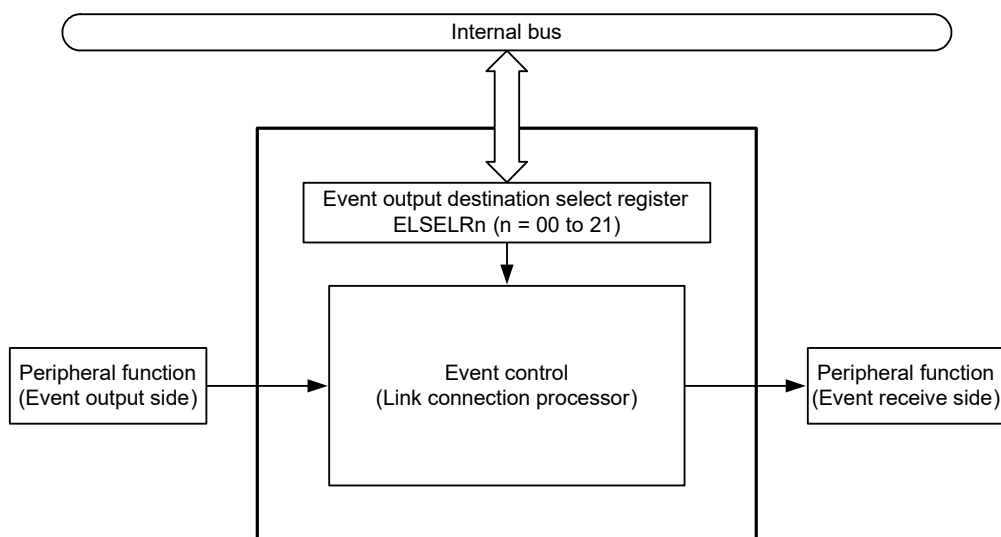 Internal bus
Event output destination select register
ELSELRn (n = 00 to 21)
Event control
(Link connection processor)
Peripheral function
(Event output side)
Peripheral function
(Event receive side)